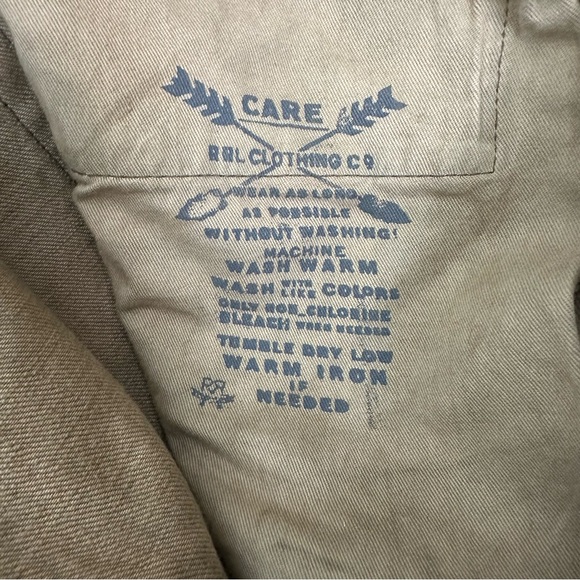 CARE
RRL CLOTHING CO
WEAR AS LONG
AS POSSIBLE
WITHOUT WASHING!
MACHINE
WASH WARM
WASH WITH LIKE COLORS
ONLY NON-CHLORINE
BLEACH WHEN NEEDED
TUMBLE DRY LOW
WARM IRON
IF
NEEDED